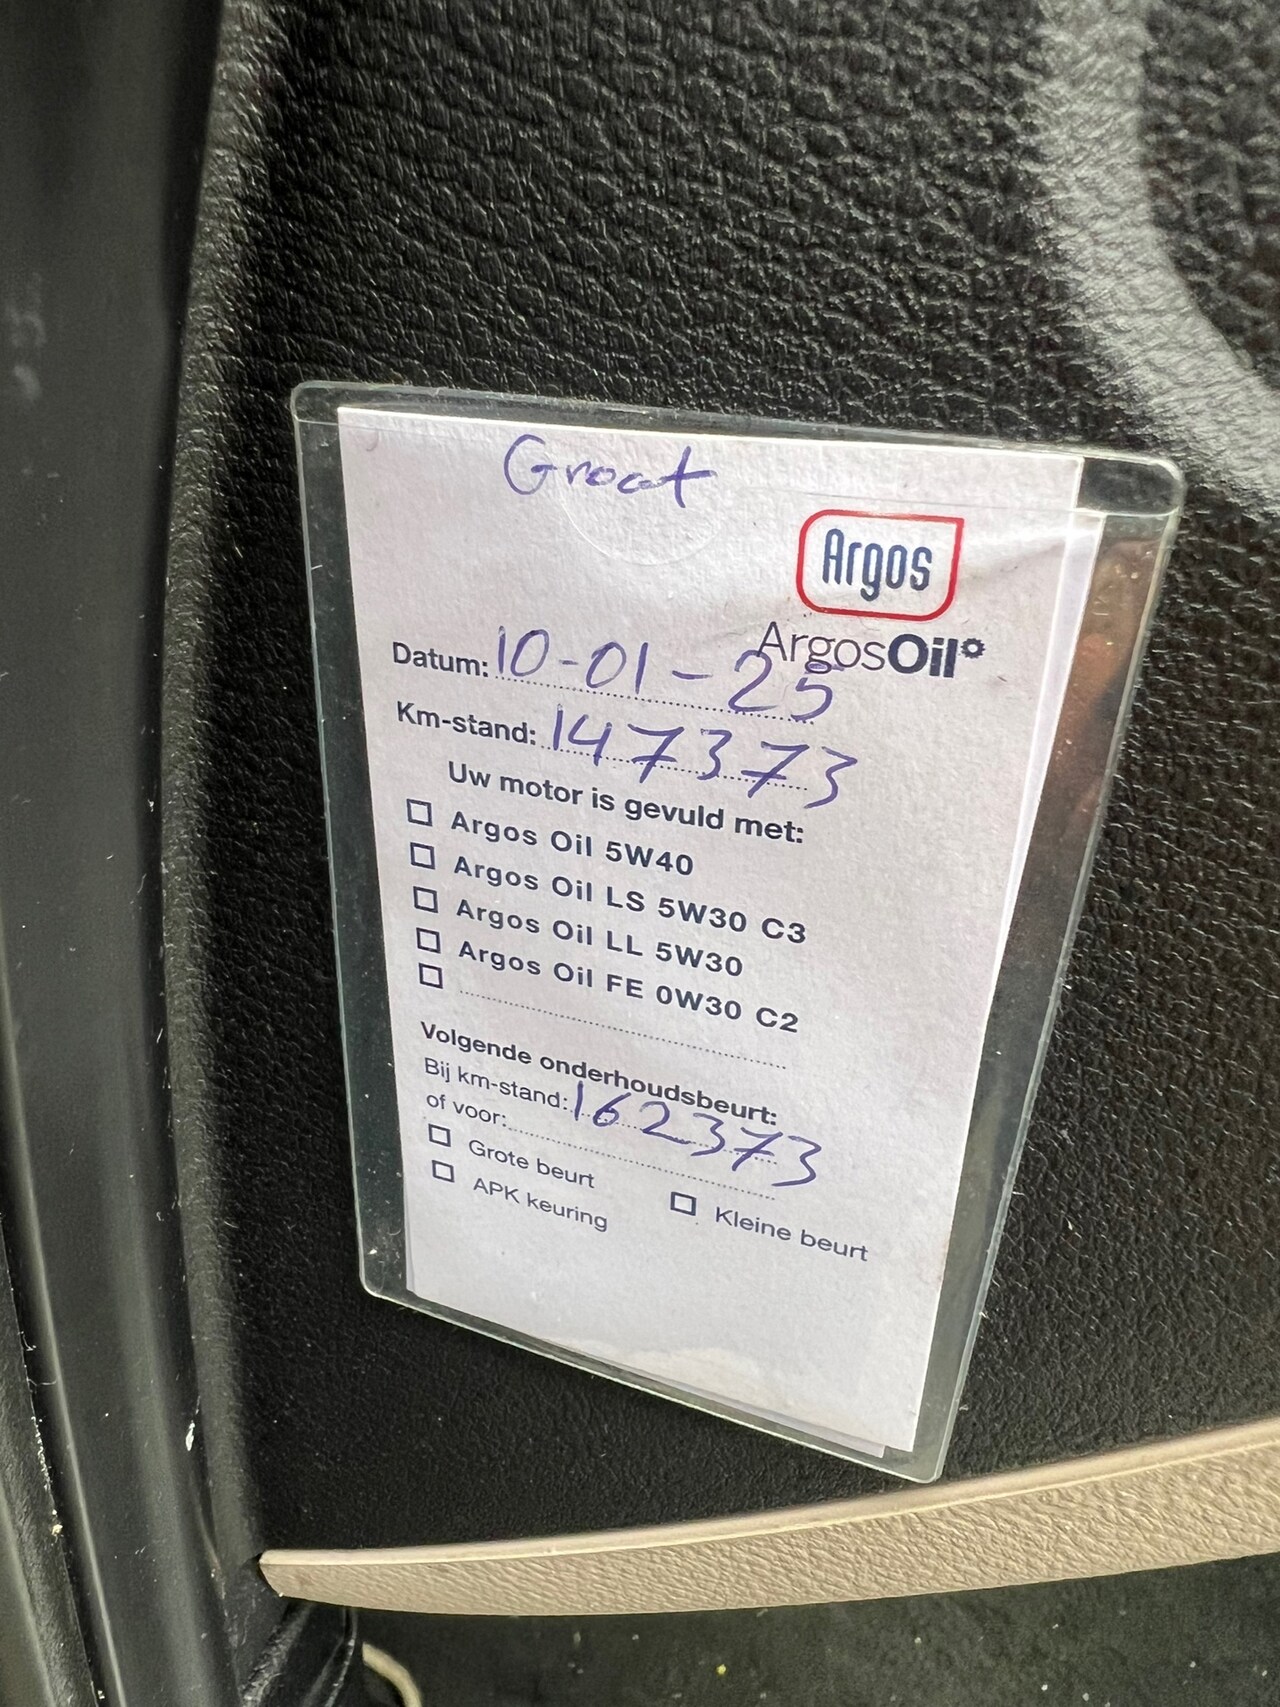 Groot
Argos
ArgosOil
Datum: 10-01-25
Km-stand: 147373
Uw motor is gevuld met:
Argos Oil 5W40
Argos Oil LS 5W30 C3
Argos Oil LL 5W30
Argos Oil FE 0W30 C2
Volgende onderhoudsbeurt:
Bij km-stand: 162373
of voor:
Grote beurt
Kleine beurt
APK keuring